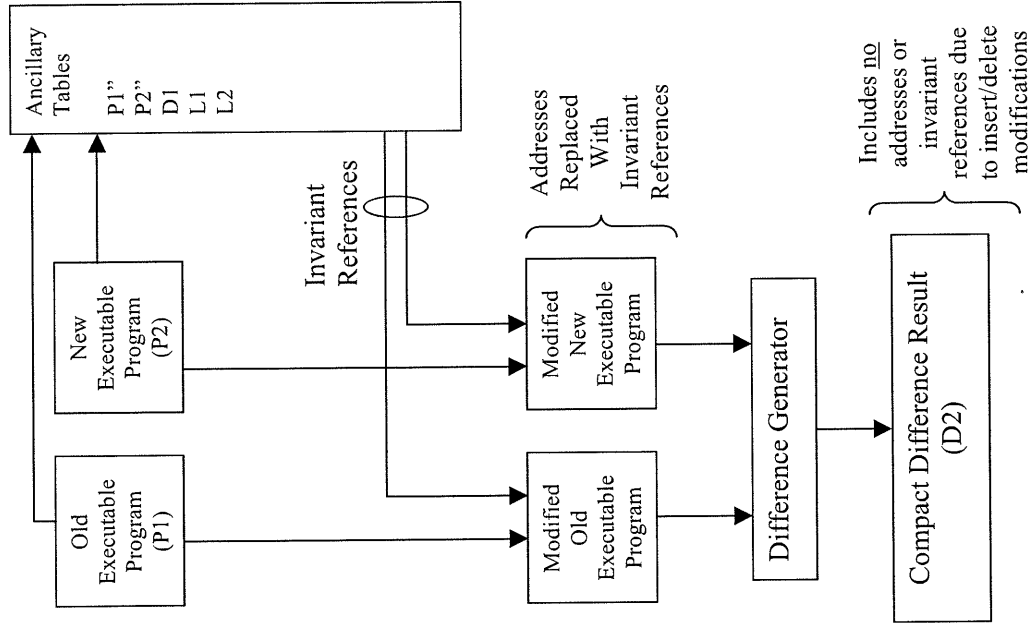 Old
Executable
Program
(P1)
New
Executable
Program
(P2)
Ancillary
Tables
P1”
P2”
D1
L1
L2
Invariant
References
Modified
Old
Executable
Program
Modified
New
Executable
Program
Addresses
Replaced
With
Invariant
References
Difference Generator
Compact Difference Result
(D2)
Includes no
addresses or
invariant
references due
to insert/delete
modifications